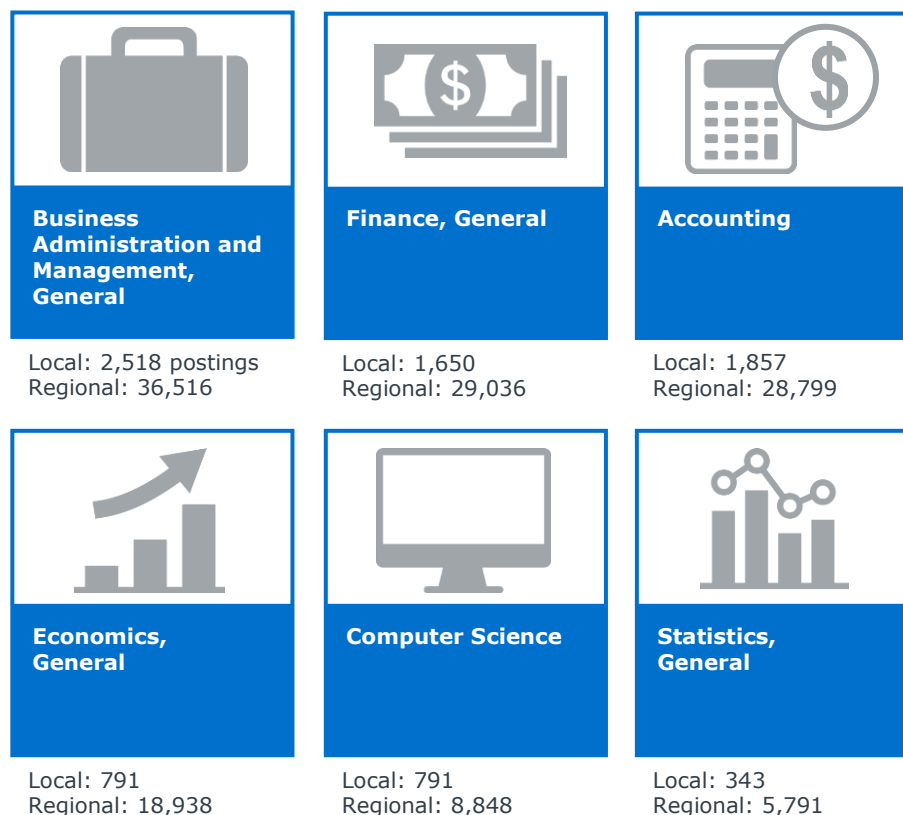 $
$
Business
Administration and
Management,
General
Finance, General
Accounting
Local: 2,518 postings
Regional: 36,516
Local: 1,650
Regional: 29,036
Local: 1,857
Regional: 28,799
Economics,
General
Computer Science
Statistics,
General
Local: 791
Regional: 18,938
Local: 791
Regional: 8,848
Local: 343
Regional: 5,791